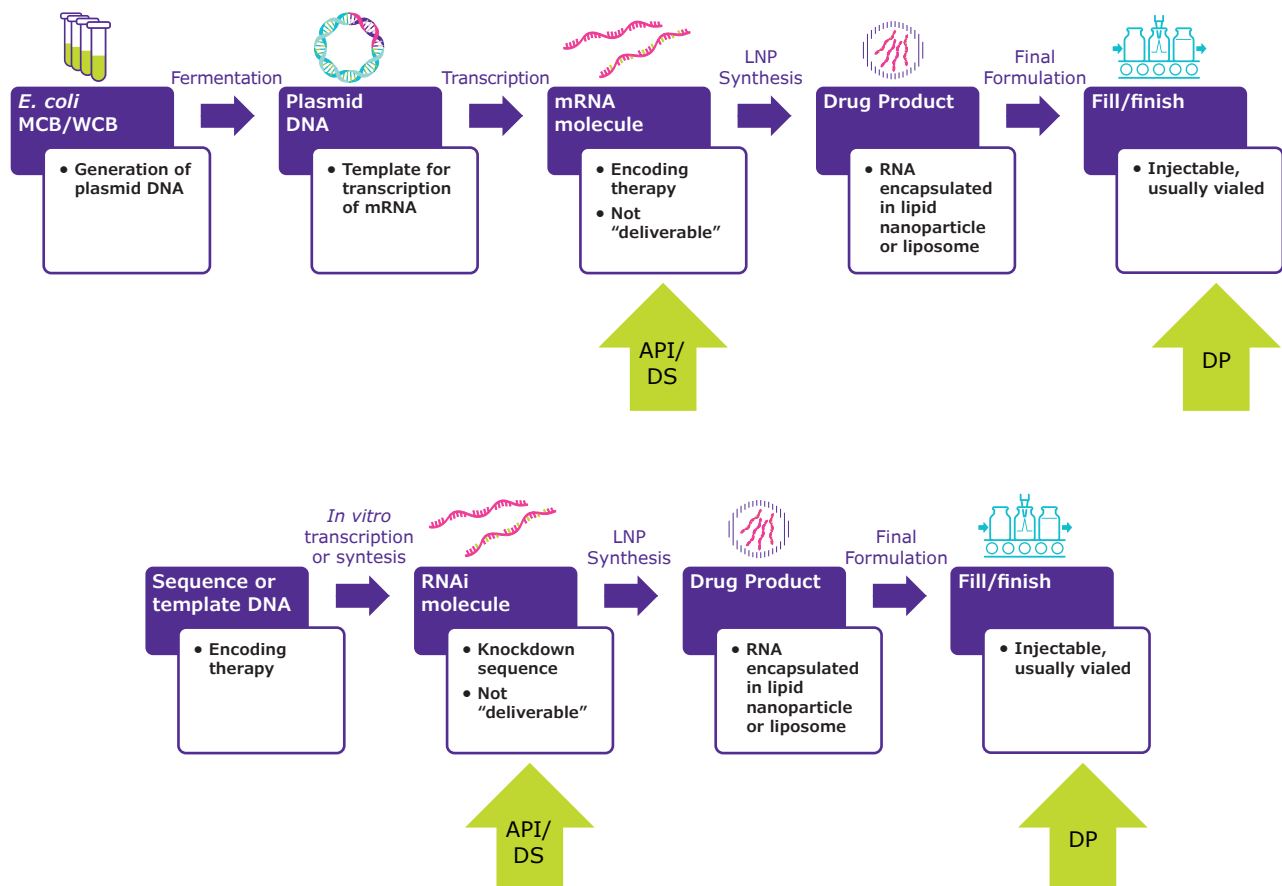 Fermentation
Transcription
LNP
Synthesis
Final
Formulation
E. coli
MCB/WCB
Plasmid
DNA
mRNA
molecule
Drug Product
Fill/finish
• Generation of
plasmid DNA
• Template for
transcription
of mRNA
• Encoding
therapy
• Not
“deliverable”
• RNA
encapsulated
in lipid
nanoparticle
or liposome
• Injectable,
usually vialed
API/
DS
DP
In vitro
transcription
or syntesis
LNP
Synthesis
Final
Formulation
Sequence or
template DNA
RNAi
molecule
Drug Product
Fill/finish
• Encoding
therapy
• Knockdown
sequence
• Not
“deliverable”
• RNA
encapsulated
in lipid
nanoparticle
or liposome
• Injectable,
usually vialed
API/
DS
DP